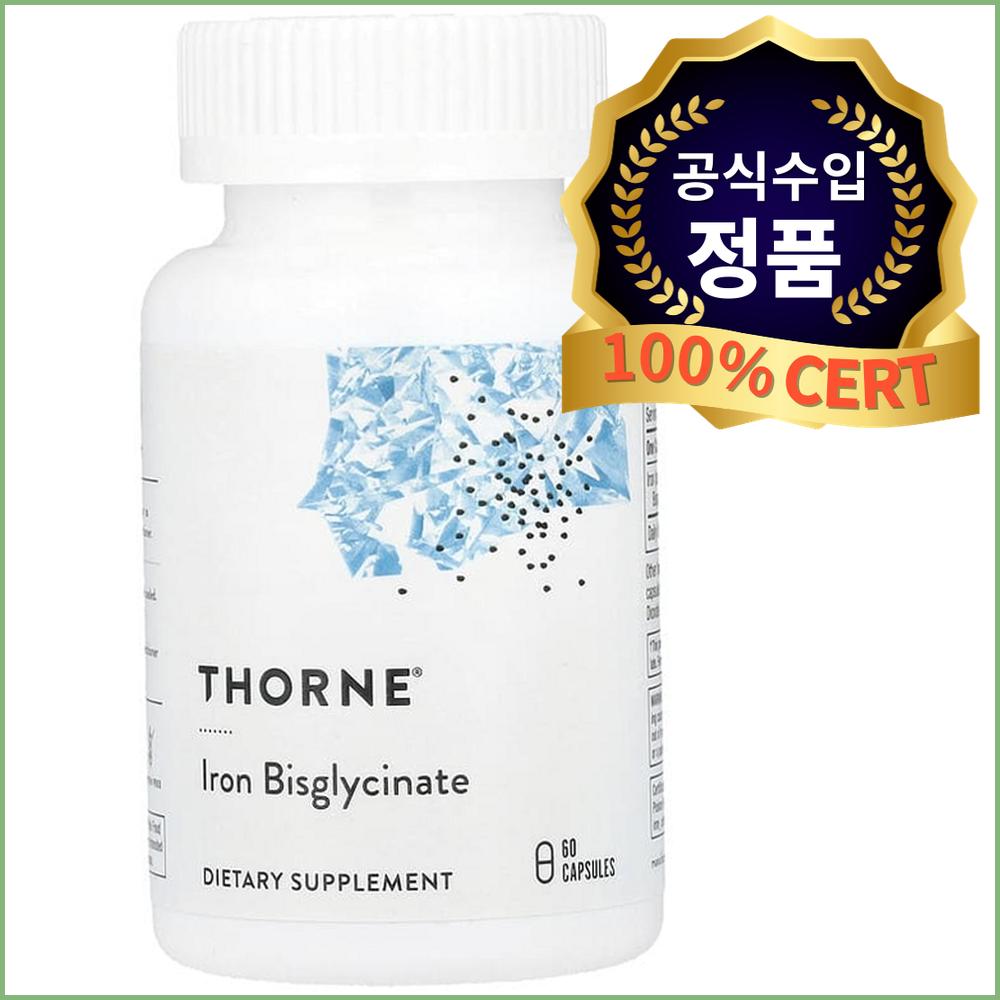 공식수입
정품
100% CERT
THORNE®
Iron Bisglycinate
DIETARY SUPPLEMENT
60
CAPSULES